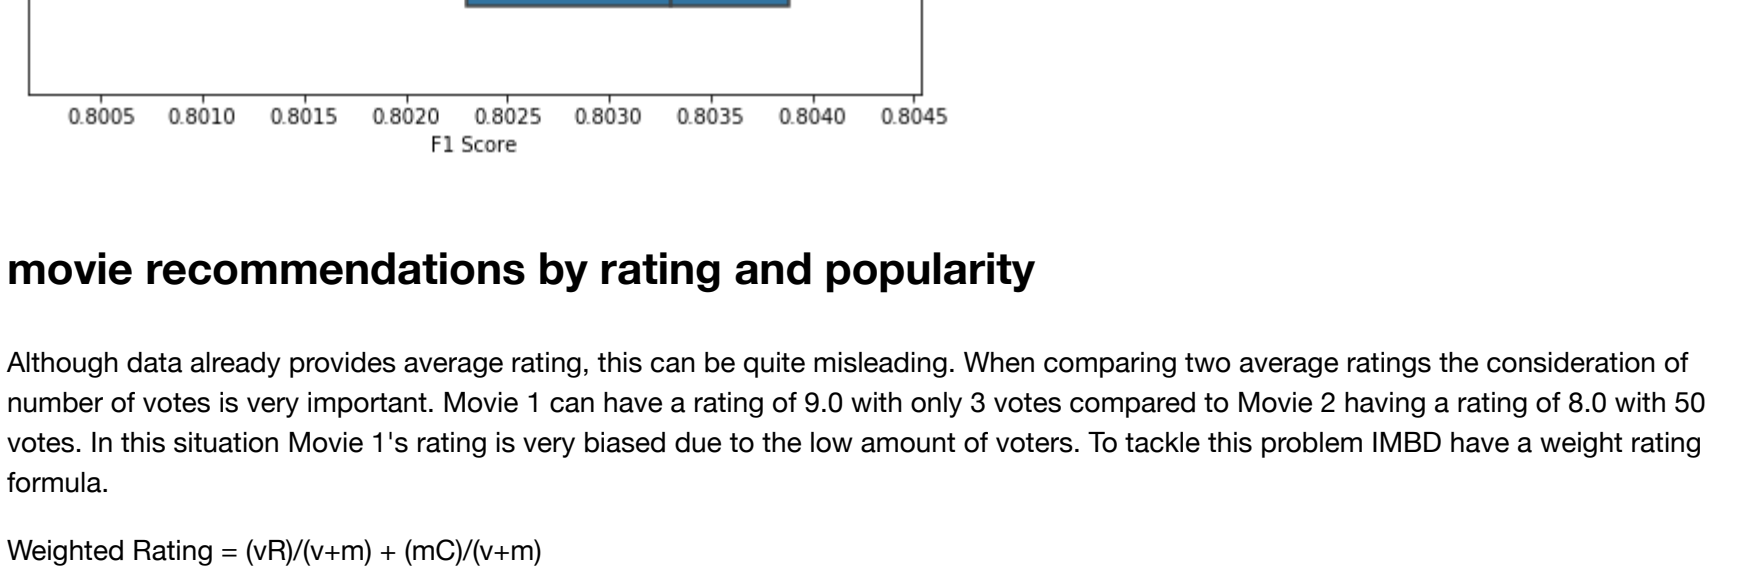 0.8005 0.8010 0.8015 0.8020 0.8025 0.8030 0.8035 0.8040 0.8045
F1 Score
movie recommendations by rating and popularity
Although data already provides average rating, this can be quite misleading. When comparing two average ratings the consideration of
number of votes is very important. Movie 1 can have a rating of 9.0 with only 3 votes compared to Movie 2 having a rating of 8.0 with 50
votes. In this situation Movie 1's rating is very biased due to the low amount of voters. To tackle this problem IMBD have a weight rating
formula.
Weighted Rating = (vR)/(v+m) + (mC)/(v+m)